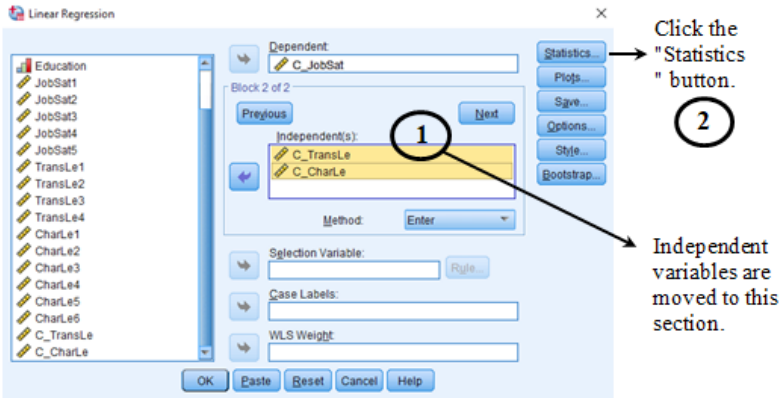 Linear Regression
Education
JobSat1
JobSat2
JobSat3
JobSat4
JobSat5
TransLe1
TransLe2
TransLe3
TransLe4
CharLe1
CharLe2
CharLe3
CharLe4
CharLe5
CharLe6
C_TransLe
C_CharLe
Dependent:
C_JobSat
Block 2 of 2
Previous
Next
Independent(s):
C_TransLe
C_CharLe
Method:
Enter
Selection Variable:
Rule...
Case Labels:
WLS Weight:
Statistics...
Plots...
Save...
Options...
Style...
Bootstrap...
OK
Paste
Reset
Cancel
Help
1
Click the
"Statistics
" button.
2
Independent
variables are
moved to this
section.